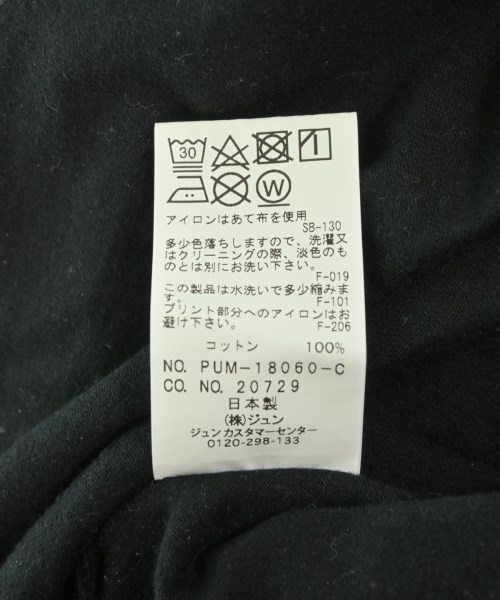 30
W
アイロンはあて布を使用
SB-130
多少色落ちしますので、洗濯又
はクリーニングの際、淡色のも
のとは別にお洗い下さい。
F-019
この製品は水洗いで多少縮みま
す。
F-101
プリント部分へのアイロンはお
避け下さい。
F-206
コットン 100%
NO. PUM-18060-C
CO. NO. 20729
日本製
(株)ジュン
ジュン カスタマーセンター
0120-298-133